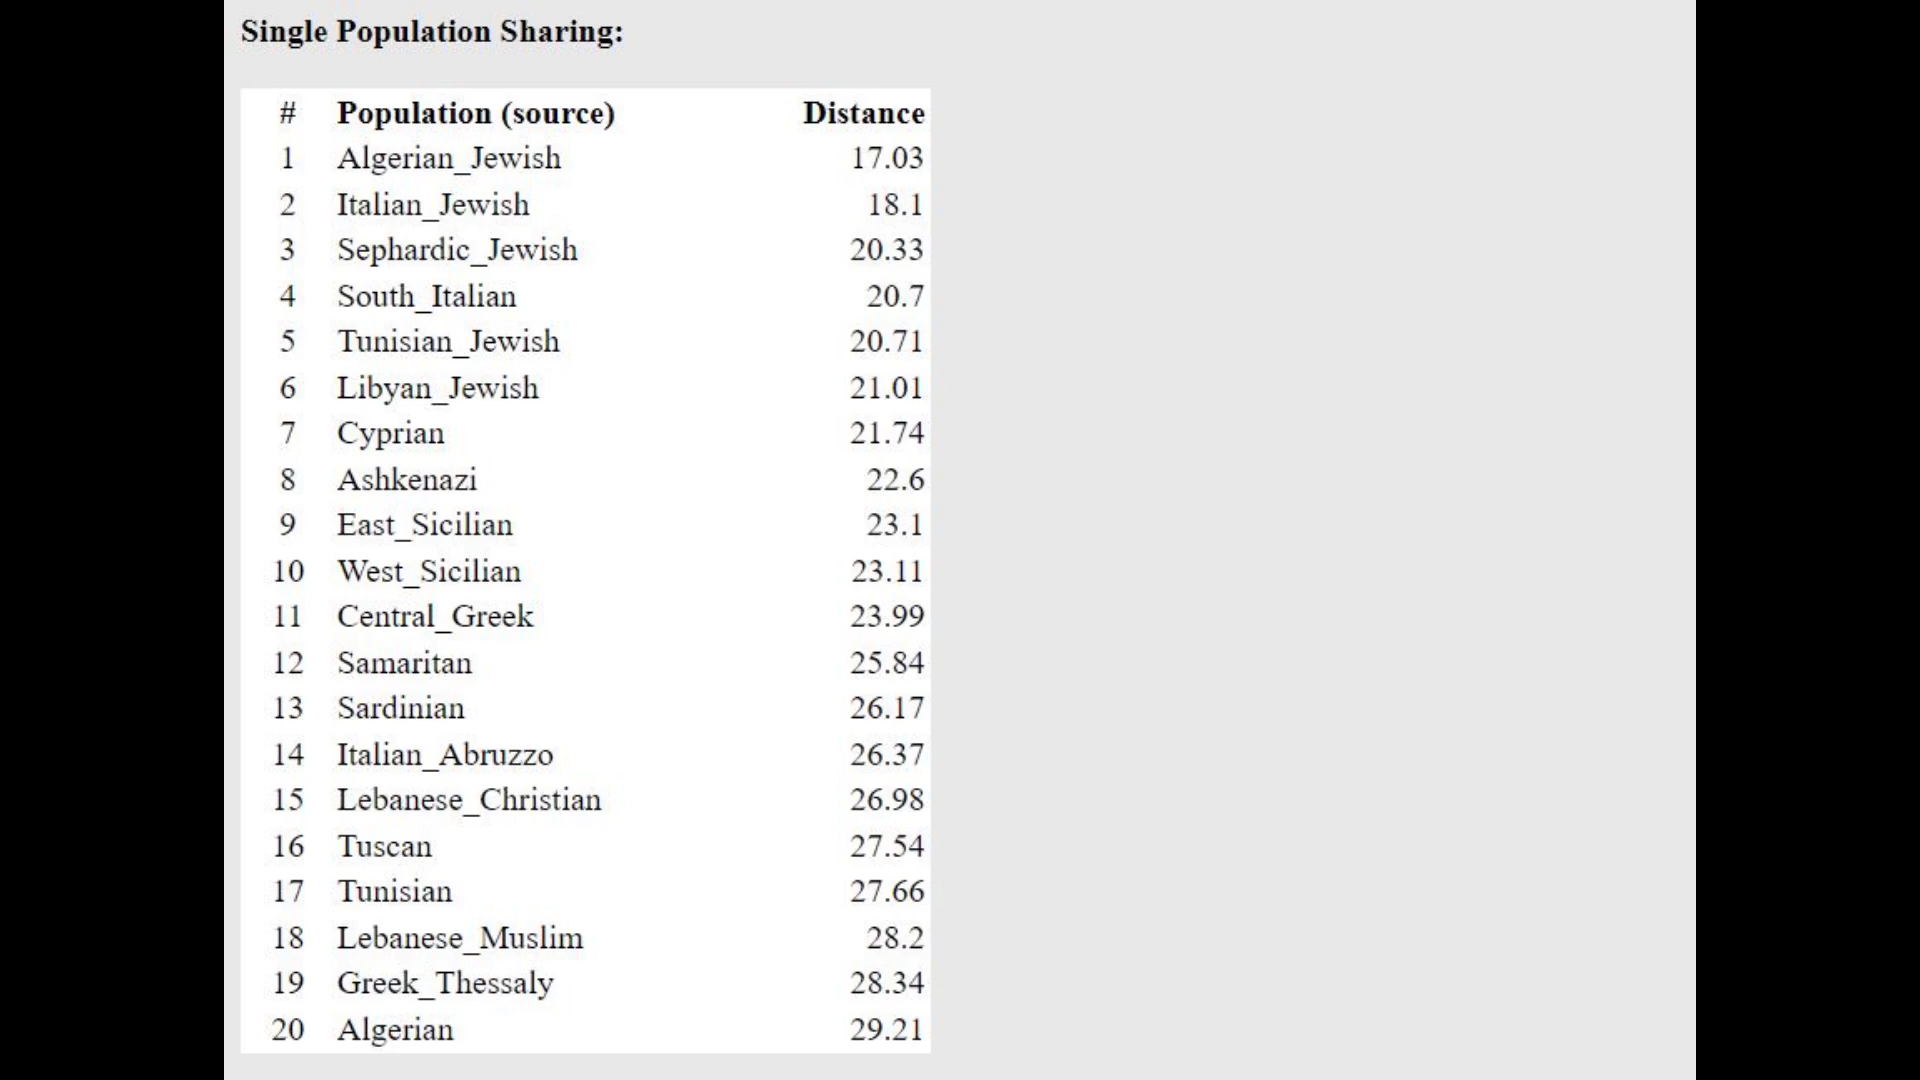 Single Population Sharing:
# Population (source) Distance
1 Algerian_Jewish 17.03
2 Italian_Jewish 18.1
3 Sephardic_Jewish 20.33
4 South_Italian 20.7
5 Tunisian_Jewish 20.71
6 Libyan_Jewish 21.01
7 Cyprian 21.74
8 Ashkenazi 22.6
9 East_Sicilian 23.1
10 West_Sicilian 23.11
11 Central_Greek 23.99
12 Samaritan 25.84
13 Sardinian 26.17
14 Italian_Abruzzo 26.37
15 Lebanese_Christian 26.98
16 Tuscan 27.54
17 Tunisian 27.66
18 Lebanese_Muslim 28.2
19 Greek_Thessaly 28.34
20 Algerian 29.21